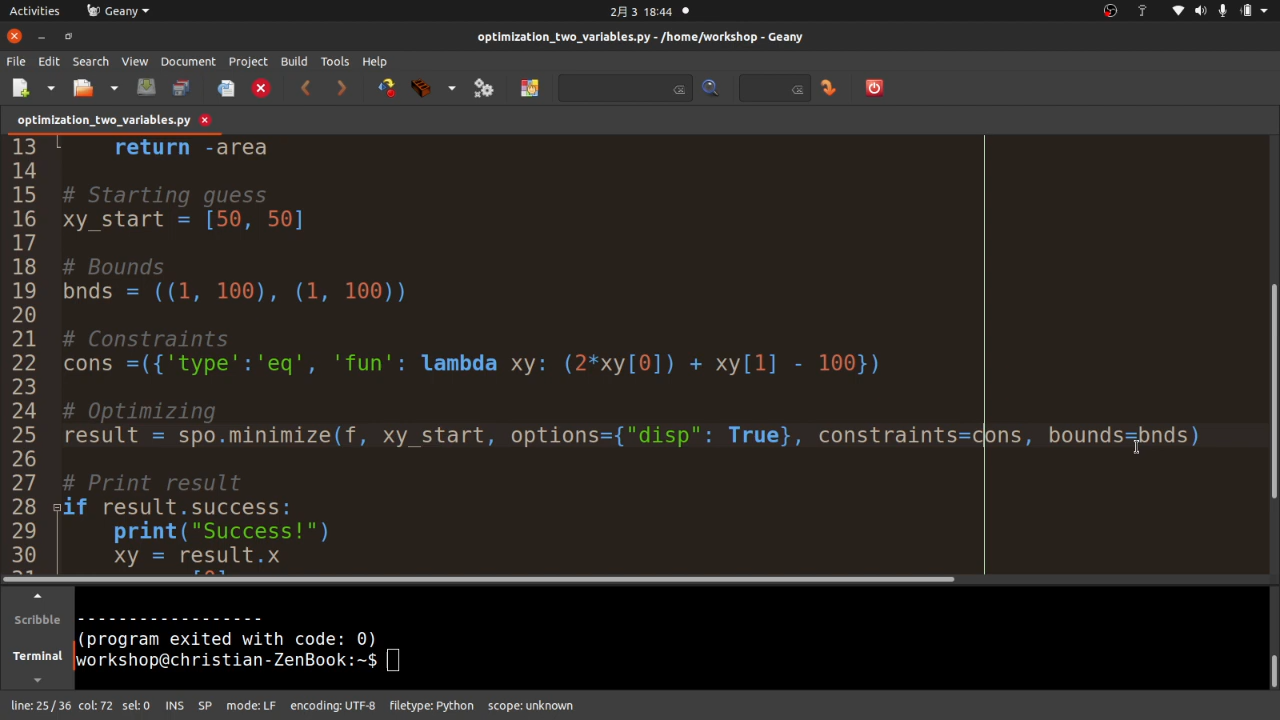 Activities Geany 2月 3 18:44
optimization_two_variables.py - /home/workshop - Geany
File Edit Search View Document Project Build Tools Help
optimization_two_variables.py
13 return -area
14
15 # Starting guess
16 xy_start = [50, 50]
17
18 # Bounds
19 bnds = ((1, 100), (1, 100))
20
21 # Constraints
22 cons =({'type':'eq', 'fun': lambda xy: (2*xy[0]) + xy[1] - 100})
23
24 # Optimizing
25 result = spo.minimize(f, xy_start, options={"disp": True}, constraints=cons, bounds=bnds)
26
27 # Print result
28 if result.success:
29 print("Success!")
30 xy = result.x
Scribble
Terminal
------------------
(program exited with code: 0)
workshop@christian-ZenBook:~$
line: 25 / 36 col: 72 sel: 0 INS SP mode: LF encoding: UTF-8 filetype: Python scope: unknown